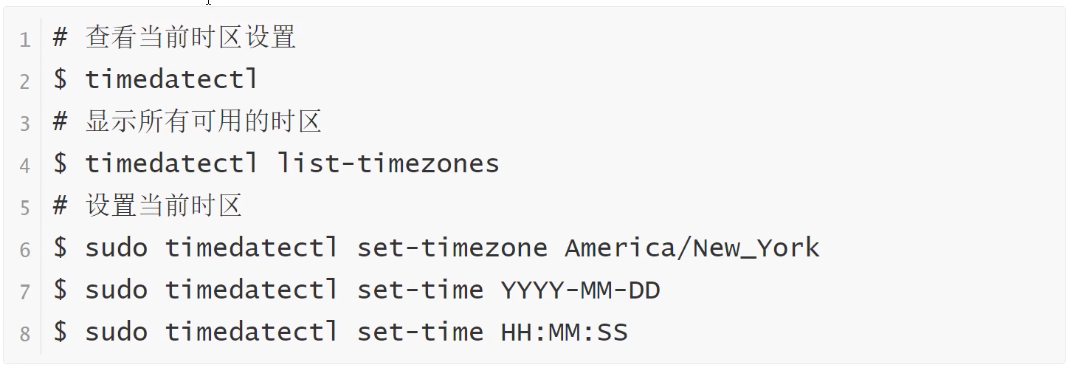 1 # 查看当前时区设置
2 $ timedatectl
3 # 显示所有可用的时区
4 $ timedatectl list-timezones
5 # 设置当前时区
6 $ sudo timedatectl set-timezone America/New_York
7 $ sudo timedatectl set-time YYYY-MM-DD
8 $ sudo timedatectl set-time HH:MM:SS